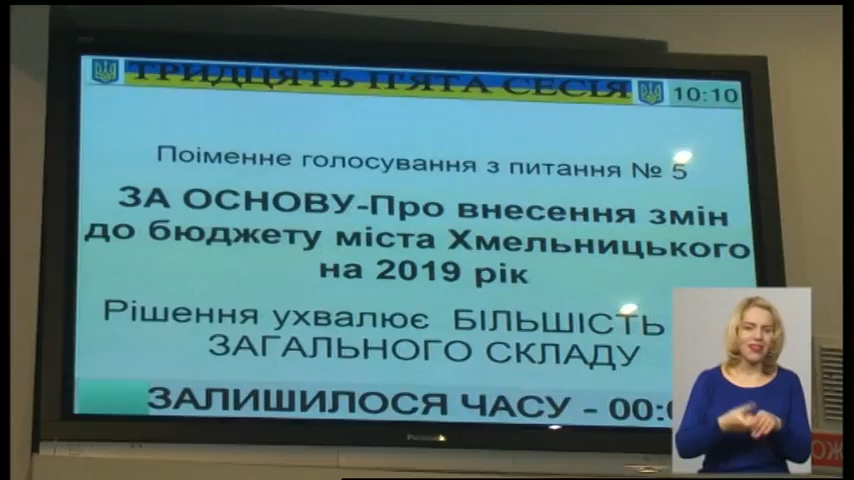 ТРИДЦЯТЬ П'ЯТА СЕСІЯ
10:10
Поіменне голосування з питання № 5
ЗА ОСНОВУ-Про внесення змін
до бюджету міста Хмельницького
на 2019 рік
Рішення ухвалює БІЛЬШІСТЬ
ЗАГАЛЬНОГО СКЛАДУ
ЗАЛИШИЛОСЯ ЧАСУ - 00:
Panasonic